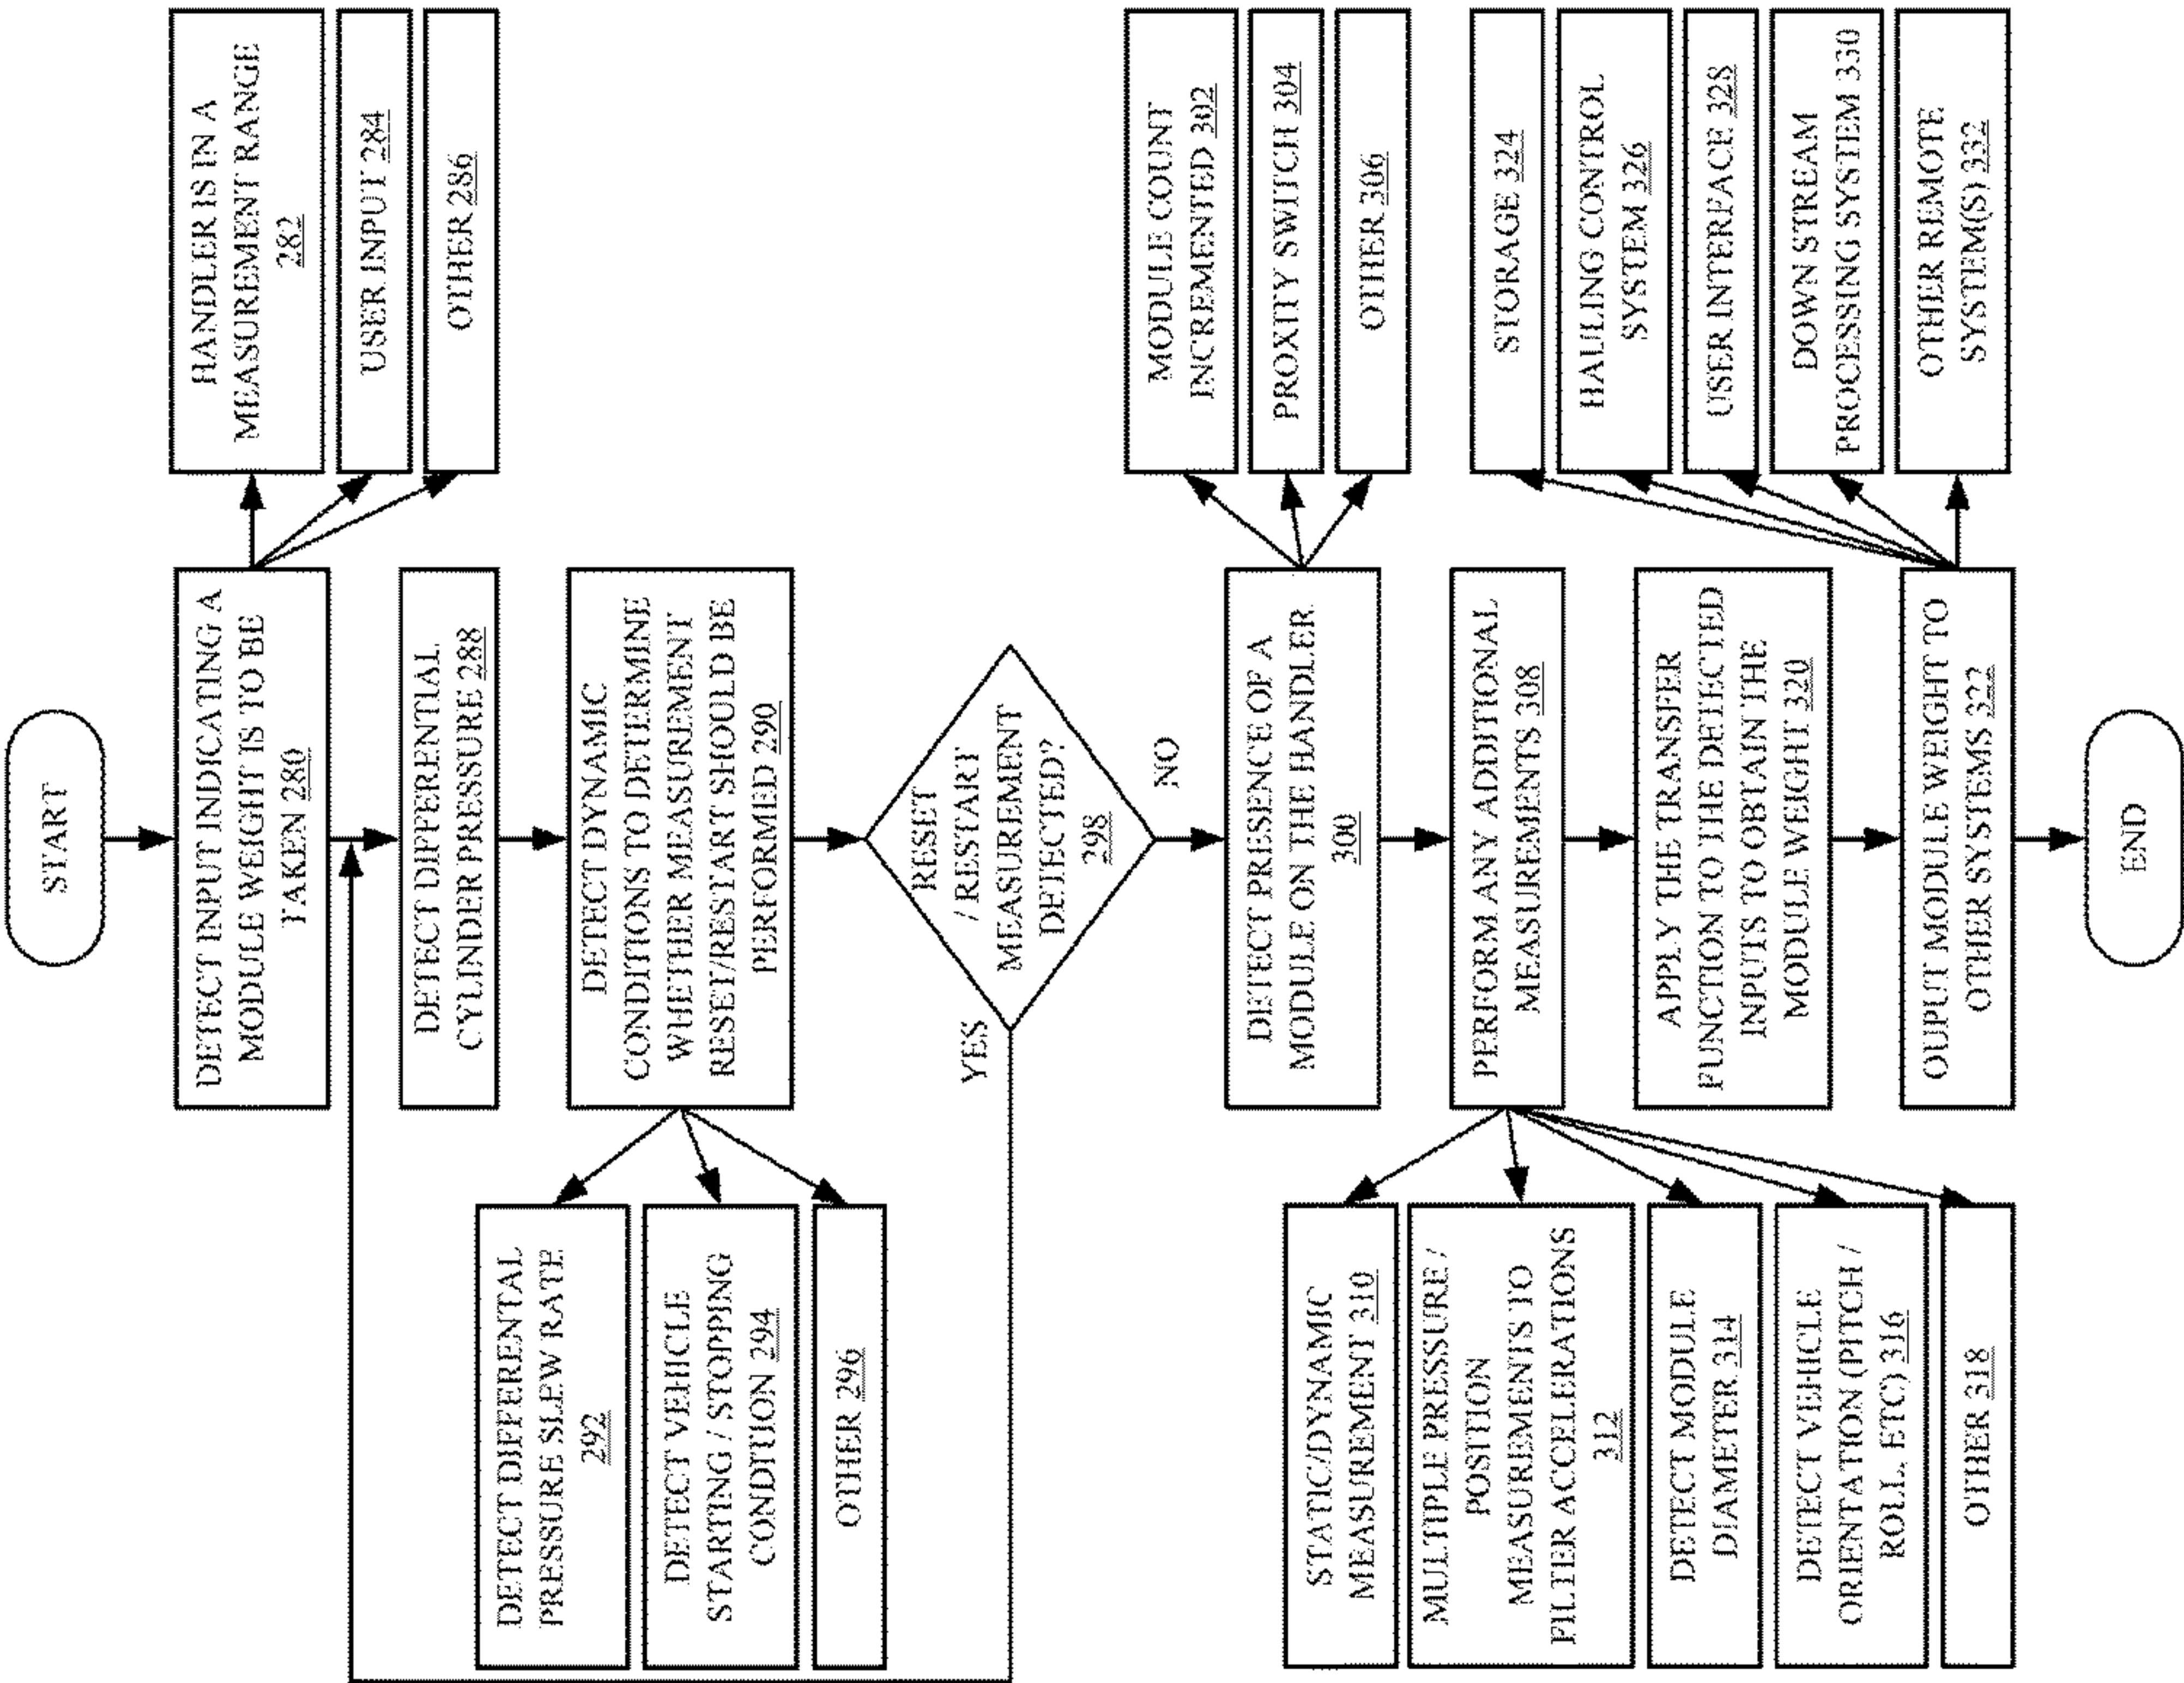 START
DETECT INPUT INDICATING A
MODULE WEIGHT IS TO BE
TAKEN 280
HANDLER IS IN A
MEASUREMENT RANGE
282
USER INPUT 284
OTHER 286
DETECT DIFFERENTIAL
CYLINDER PRESSURE 288
DETECT DYNAMIC
CONDITIONS TO DETERMINE
WHETHER MEASUREMENT
RESET/RESTART SHOULD BE
PERFORMED 290
DETECT DIFFERENTAL
PRESSURE SLEW RATE
292
DETECT VEHICLE
STARTING / STOPPING
CONDITION 294
OTHER 296
RESET
/ RESTART
MEASUREMENT
DETECTED?
298
YES
NO
DETECT PRESENCE OF A
MODULE ON THE HANDLER
300
MODULE COUNT
INCREMENTED 302
PROXITY SWITCH 304
OTHER 306
PERFORM ANY ADDITIONAL
MEASUREMENTS 308
STATIC/DYNAMIC
MEASUREMENT 310
MULTIPLE PRESSURE /
POSITION
MEASUREMENTS TO
FILTER ACCELERATIONS
312
DETECT MODULE
DIAMETER 314
DETECT VEHICLE
ORIENTATION (PITCH /
ROLL, ETC) 316
OTHER 318
APPLY THE TRANSFER
FUNCTION TO THE DETECTED
INPUTS TO OBTAIN THE
MODULE WEIGHT 320
OUPUT MODULE WEIGHT TO
OTHER SYSTEMS 322
STORAGE 324
HAULING CONTROL
SYSTEM 326
USER INTERFACE 328
DOWN STREAM
PROCESSING SYSTEM 330
OTHER REMOTE
SYSTEM(S) 332
END